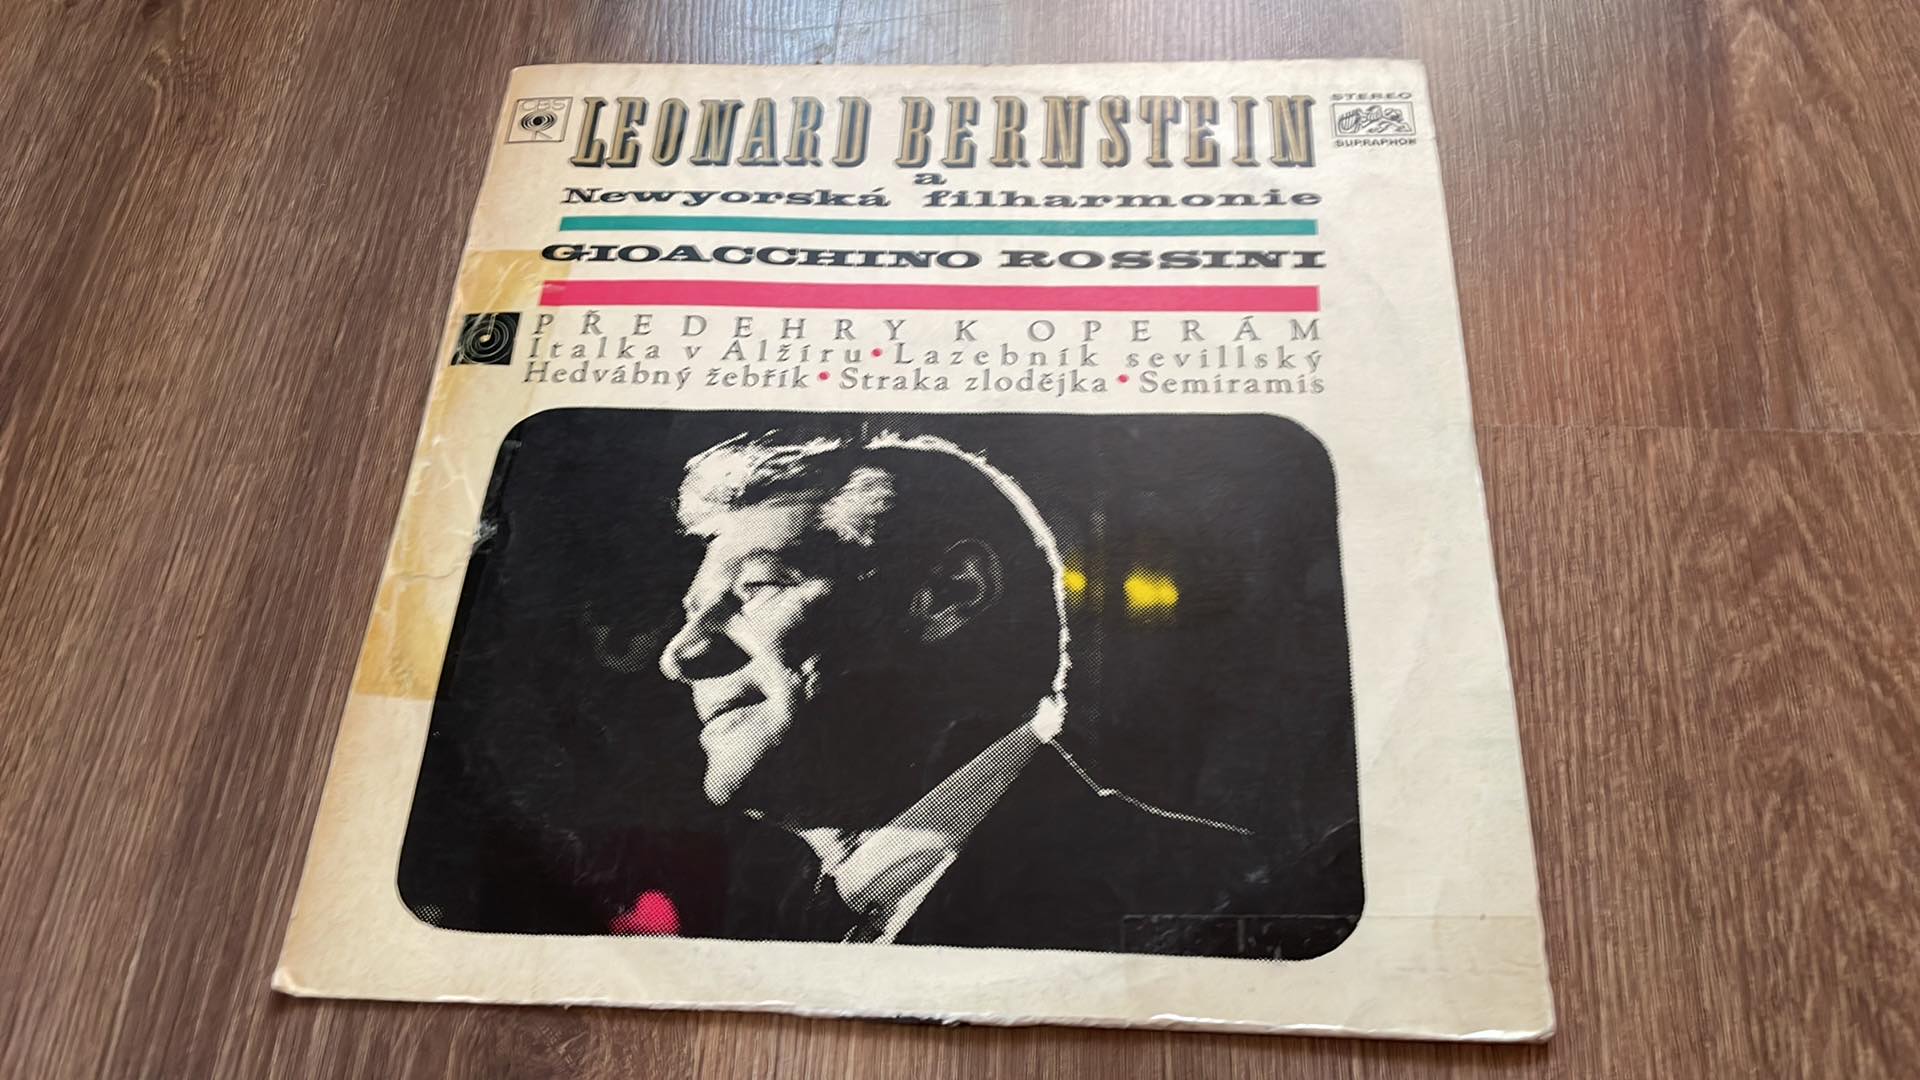 CBS
LEONARD BERNSTEIN
STEREO
SUPRAPHON
a
Newyorská filharmonie
GIOACCHINO ROSSINI
PŘEDEHRY K OPERÁM
Italka v Alžíru • Lazebník sevillský
Hedvábný žebřík • Straka zlodějka • Semiramis